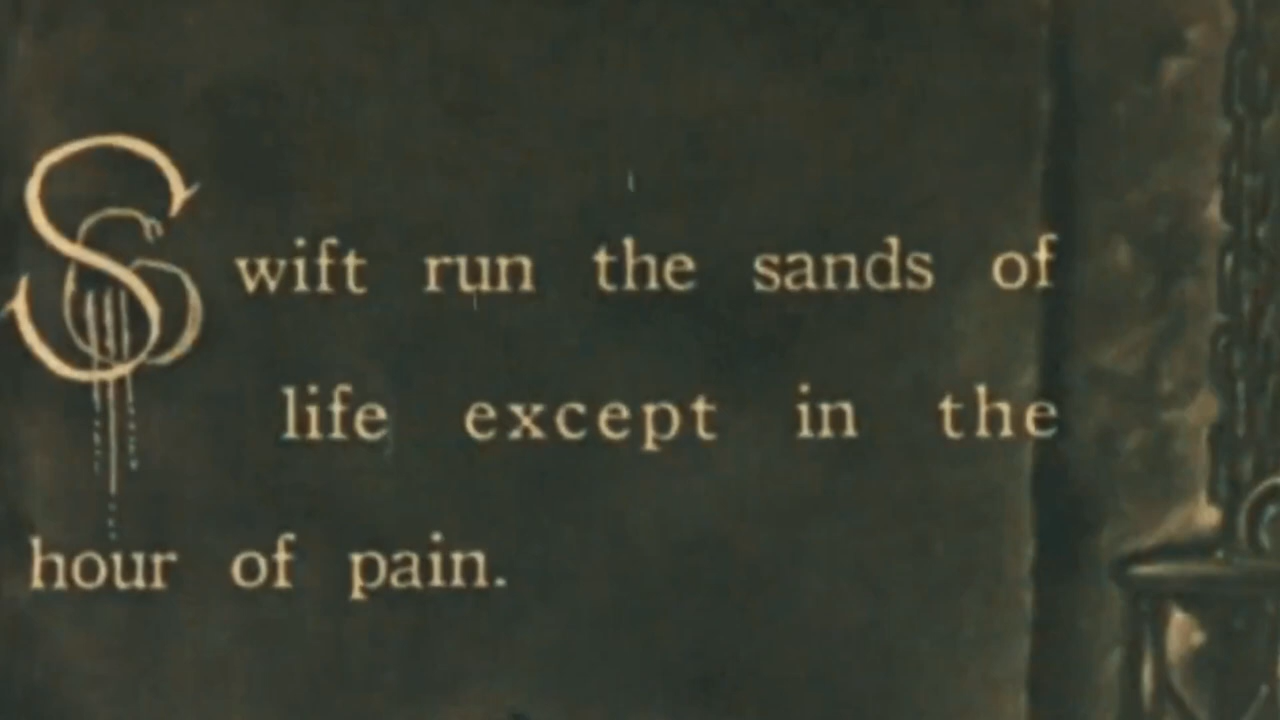 Swift run the sands of
life except in the
hour of pain.